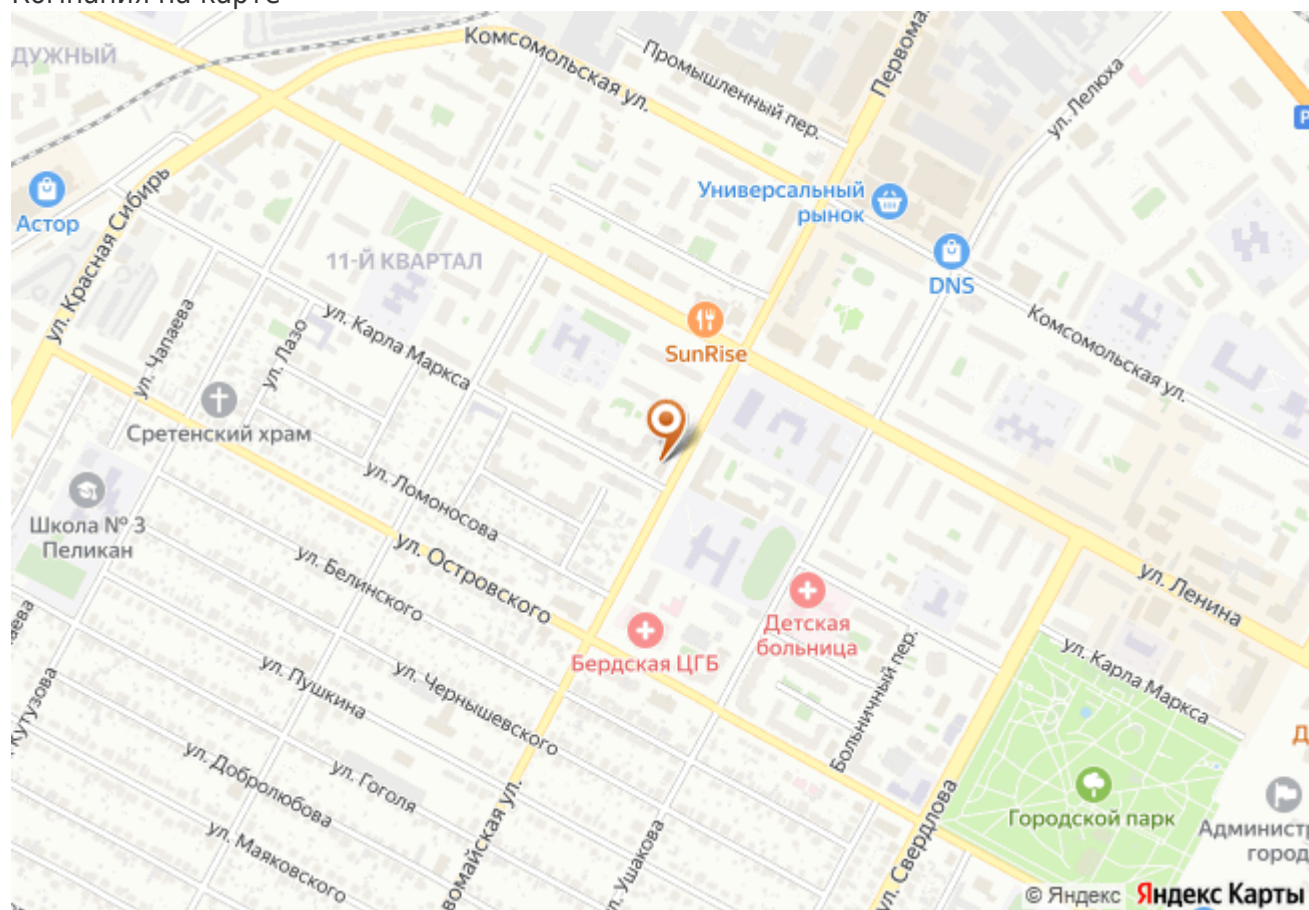 Компания на карте
ДУЖНЫЙ
Комсомольская ул.
Промышленный пер.
Первома
ул. Лелюха
Р
Астор
ул. Красная Сибирь
Универсальный
рынок
DNS
11-Й КВАРТАЛ
ул. Чапаева
ул. Лазо
ул. Карла Маркса
SunRise
Комсомольская ул.
Сретенский храм
ул. Ломоносова
Школа № 3
Пеликан
ул. Белинского
ул. Островского
ул. Ленина
Детская
больница
Бердская ЦГБ
аева
Кутузова
ул. Пушкина
ул. Чернышевского
Больничный пер.
ул. Карла Маркса
ул. Добролюбова
ул. Гоголя
ул. Маяковского
вомайская ул.
Ушакова
ул. Свердлова
Городской парк
Д
Админист
город
© Яндекс Яндекс Карты